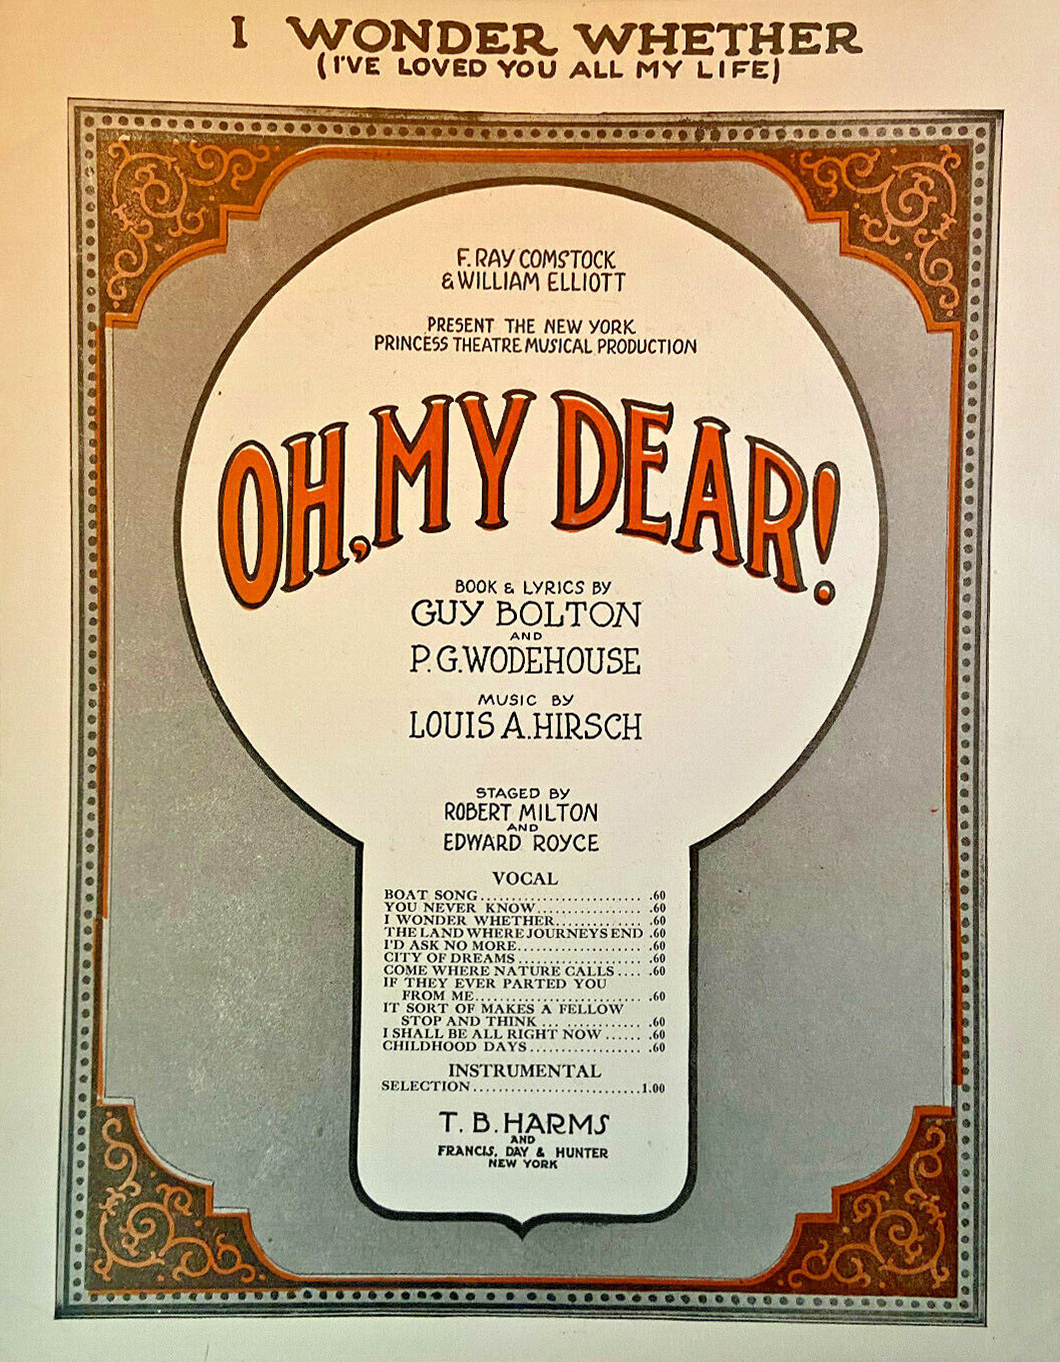 I WONDER WHETHER
(I'VE LOVED YOU ALL MY LIFE)
F. RAY COMSTOCK
& WILLIAM ELLIOTT
PRESENT THE NEW YORK
PRINCESS THEATRE MUSICAL PRODUCTION
OH, MY DEAR!
BOOK & LYRICS BY
GUY BOLTON
AND
P.G. WODEHOUSE
MUSIC BY
LOUIS A. HIRSCH
STAGED BY
ROBERT MILTON
AND
EDWARD ROYCE
VOCAL
BOAT SONG.......................... .60
YOU NEVER KNOW................ .60
I WONDER WHETHER............. .60
THE LAND WHERE JOURNEYS END .60
I'D ASK NO MORE................... .60
CITY OF DREAMS................... .60
COME WHERE NATURE CALLS .... .60
IF THEY EVER PARTED YOU
FROM ME.......................... .60
IT SORT OF MAKES A FELLOW
STOP AND THINK... ............ .60
I SHALL BE ALL RIGHT NOW ...... .60
CHILDHOOD DAYS................. .60
INSTRUMENTAL
SELECTION..........................1.00
T. B. HARMS
AND
FRANCIS, DAY & HUNTER
NEW YORK